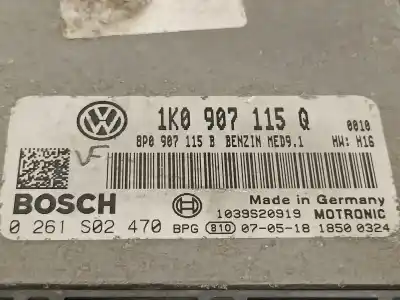 1K0 907 115 Q 0010
8P0 907 115 B BENZIN MED9.1 HW: H16
VF
BOSCH
Made in Germany
1039S20919 MOTRONIC
0 261 S02 470 BPG 810 07-05-18 1850 0324